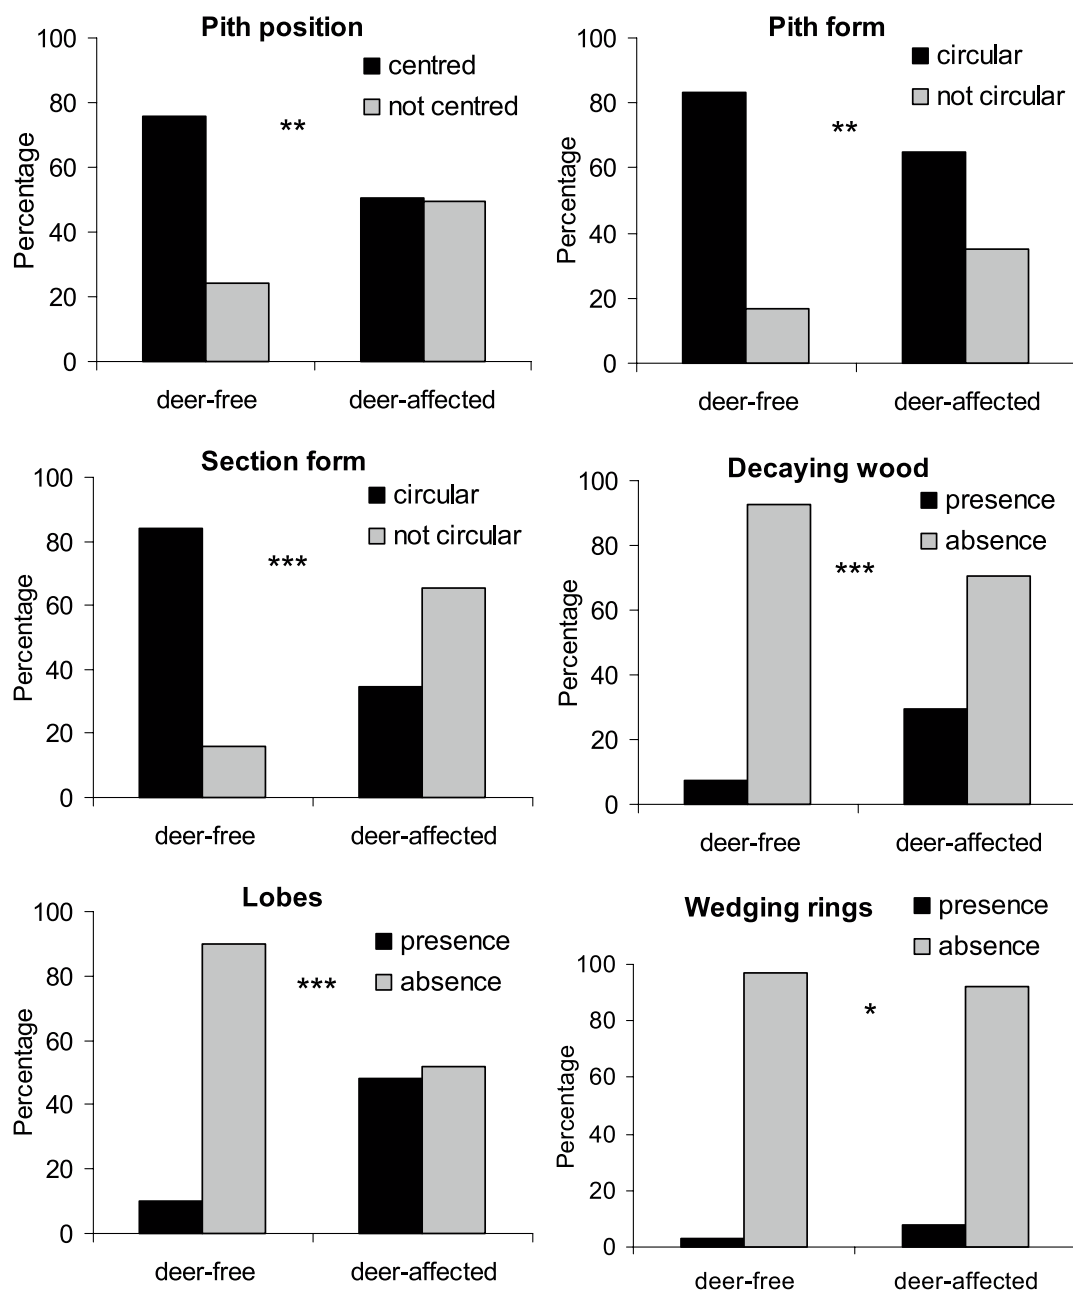 Pith position
centred
not centred
**
Percentage
100
80
60
40
20
0
deer-free
deer-affected
Pith form
circular
not circular
**
Percentage
100
80
60
40
20
0
deer-free
deer-affected
Section form
circular
not circular
***
Percentage
100
80
60
40
20
0
deer-free
deer-affected
Decaying wood
presence
absence
***
Percentage
100
80
60
40
20
0
deer-free
deer-affected
Lobes
presence
absence
***
Percentage
100
80
60
40
20
0
deer-free
deer-affected
Wedging rings
presence
absence
*
Percentage
100
80
60
40
20
0
deer-free
deer-affected